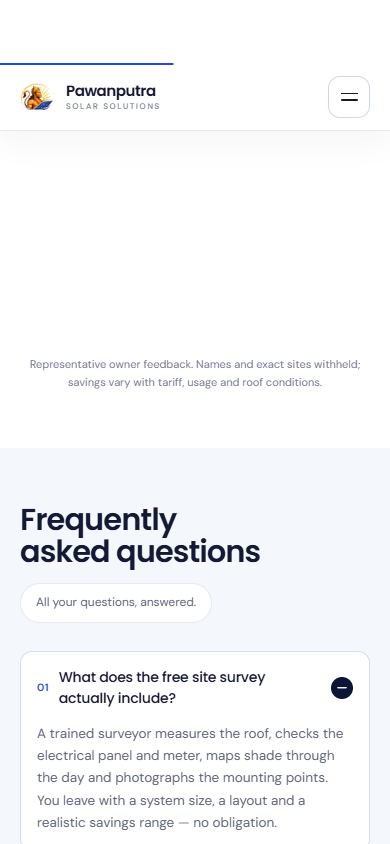 Pawanputra
SOLAR SOLUTIONS
Representative owner feedback. Names and exact sites withheld;
savings vary with tariff, usage and roof conditions.
Frequently
asked questions
All your questions, answered.
01 What does the free site survey
actually include?
A trained surveyor measures the roof, checks the
electrical panel and meter, maps shade through
the day and photographs the mounting points.
You leave with a system size, a layout and a
realistic savings range — no obligation.